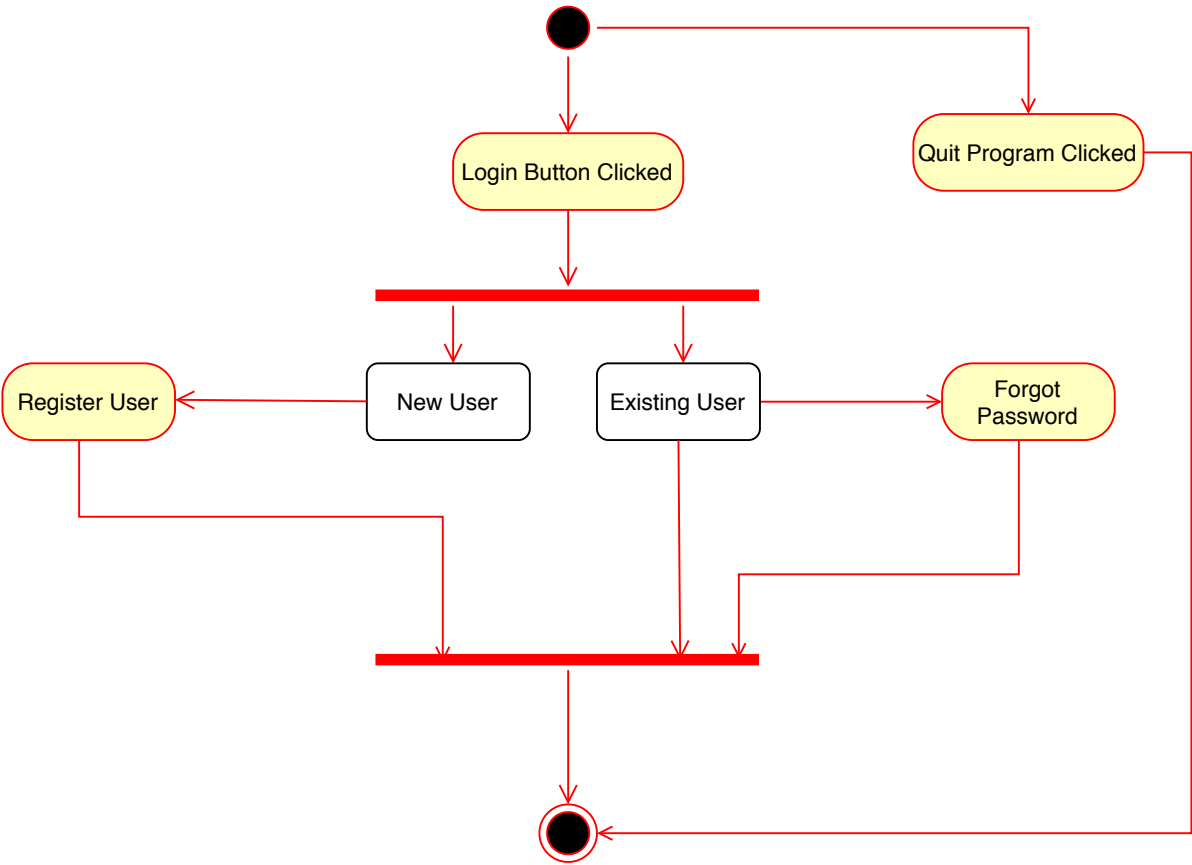 Quit Program Clicked
Login Button Clicked
Register User
New User
Existing User
Forgot
Password